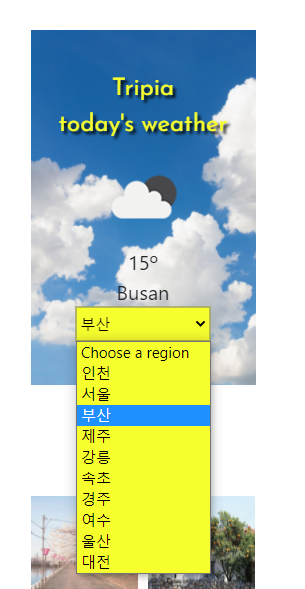 Tripia
today's weather
15º
Busan
부산
Choose a region
인천
서울
부산
제주
강릉
속초
경주
여수
울산
대전